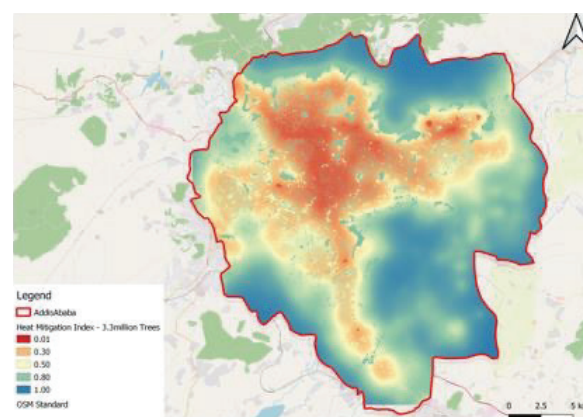 Legend
AddisAbaba
Heat Mitigation Index - 3.3million Trees
0.01
0.30
0.50
0.80
1.00
OSM Standard
0 2.5 5 k